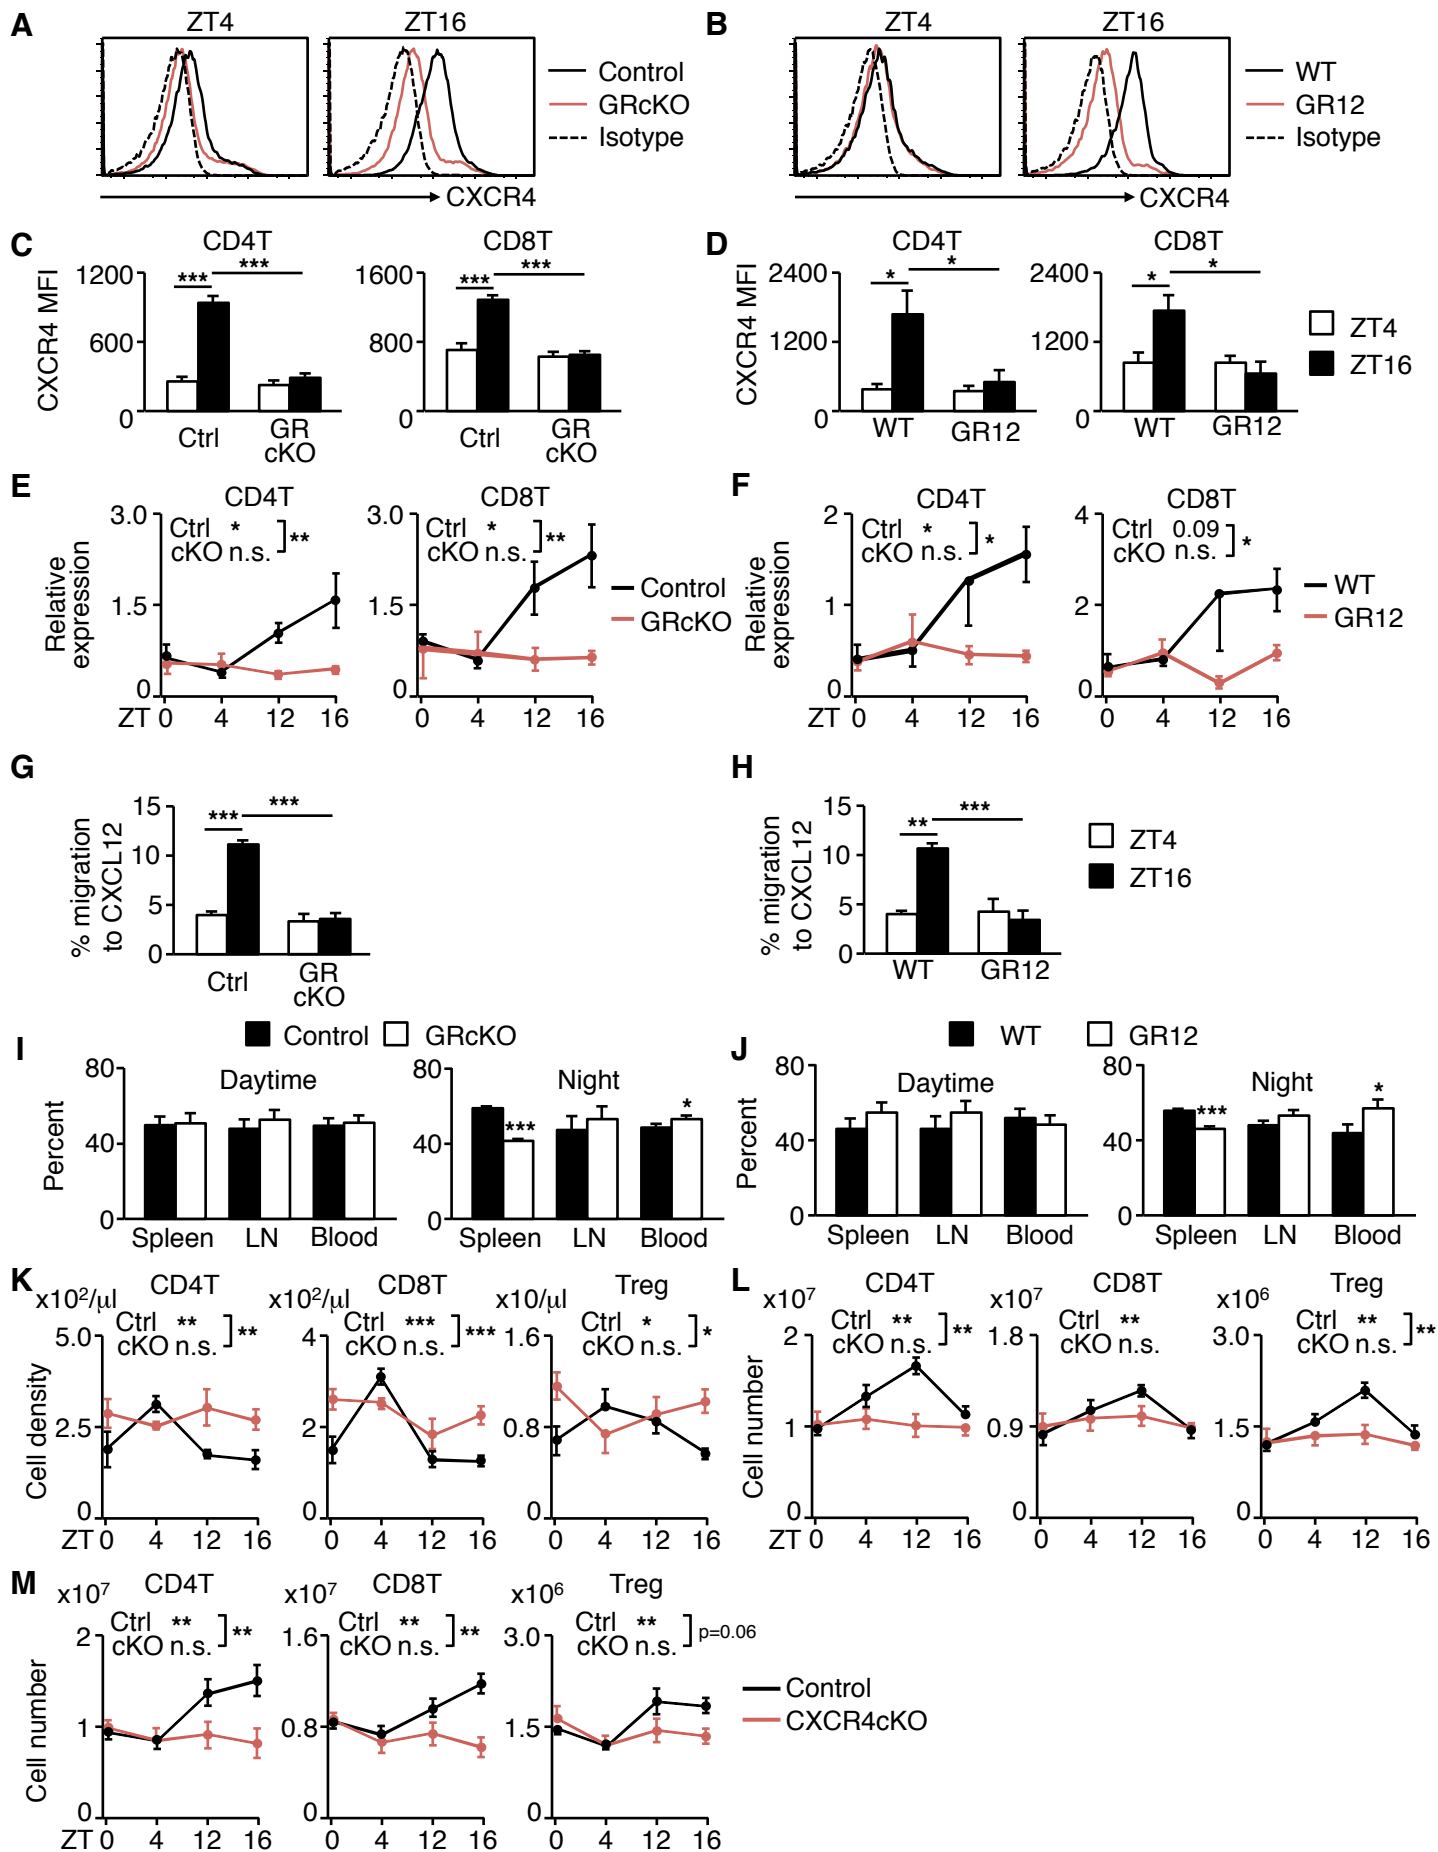 A
ZT4
ZT16
Control
GRcKO
Isotype
CXCR4
B
ZT4
ZT16
WT
GR12
Isotype
CXCR4
C
CD4T
CD8T
CXCR4 MFI
1200
600
0
***
***
1600
800
0
***
***
Ctrl
GR
cKO
Ctrl
GR
cKO
D
CD4T
CD8T
CXCR4 MFI
2400
1200
0
*
*
2400
1200
0
*
*
WT
GR12
WT
GR12
ZT4
ZT16
E
CD4T
CD8T
Relative
expression
3.0
1.5
0
Ctrl *
cKO n.s.
**
3.0
1.5
0
Ctrl *
cKO n.s.
**
ZT 0 4 12 16
0 4 12 16
Control
GRcKO
F
CD4T
CD8T
Relative
expression
2
1
0
Ctrl *
cKO n.s.
*
4
2
0
Ctrl 0.09
cKO n.s.
*
ZT 0 4 12 16
0 4 12 16
WT
GR12
G
% migration
to CXCL12
15
10
5
0
***
***
Ctrl
GR
cKO
H
% migration
to CXCL12
15
10
5
0
**
***
WT
GR12
ZT4
ZT16
I
Control GRcKO
Percent
80
40
0
Daytime
Spleen LN Blood
80
40
0
Night
***
*
Spleen LN Blood
J
WT GR12
Percent
80
40
0
Daytime
Spleen LN Blood
80
40
0
Night
***
*
Spleen LN Blood
K
CD4T
CD8T
Treg
Cell density
x10²/µl
5.0
2.5
0
Ctrl **
cKO n.s.
**
x10²/µl
4
2
0
Ctrl ***
cKO n.s.
***
x10/µl
1.6
0.8
0
Ctrl *
cKO n.s.
*
ZT 0 4 12 16
0 4 12 16
0 4 12 16
L
CD4T
CD8T
Treg
Cell number
x10⁷
2
1
0
Ctrl **
cKO n.s.
**
x10⁷
1.8
0.9
0
Ctrl **
cKO n.s.
x10⁶
3.0
1.5
0
Ctrl **
cKO n.s.
**
ZT 0 4 12 16
0 4 12 16
0 4 12 16
M
CD4T
CD8T
Treg
Cell number
x10⁷
2
1
0
Ctrl **
cKO n.s.
**
x10⁷
1.6
0.8
0
Ctrl **
cKO n.s.
**
x10⁶
3.0
1.5
0
Ctrl **
cKO n.s.
p=0.06
ZT 0 4 12 16
0 4 12 16
0 4 12 16
Control
CXCR4cKO